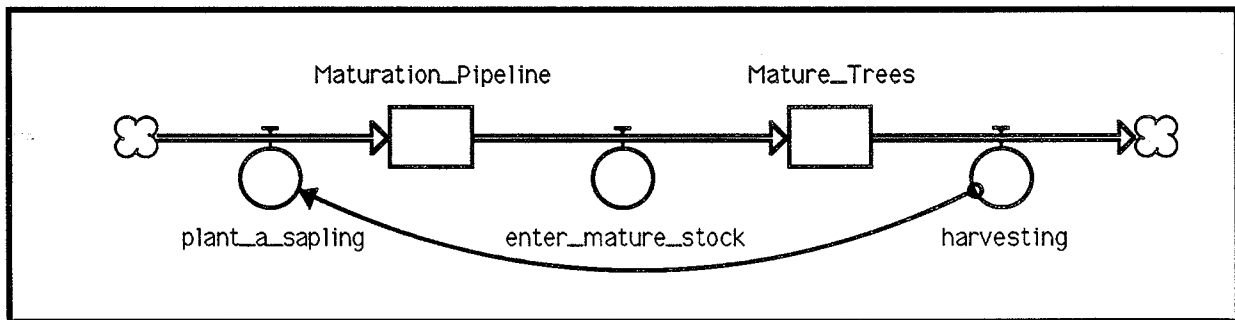 Maturation_Pipeline
Mature_Trees
plant_a_sapling
enter_mature_stock
harvesting